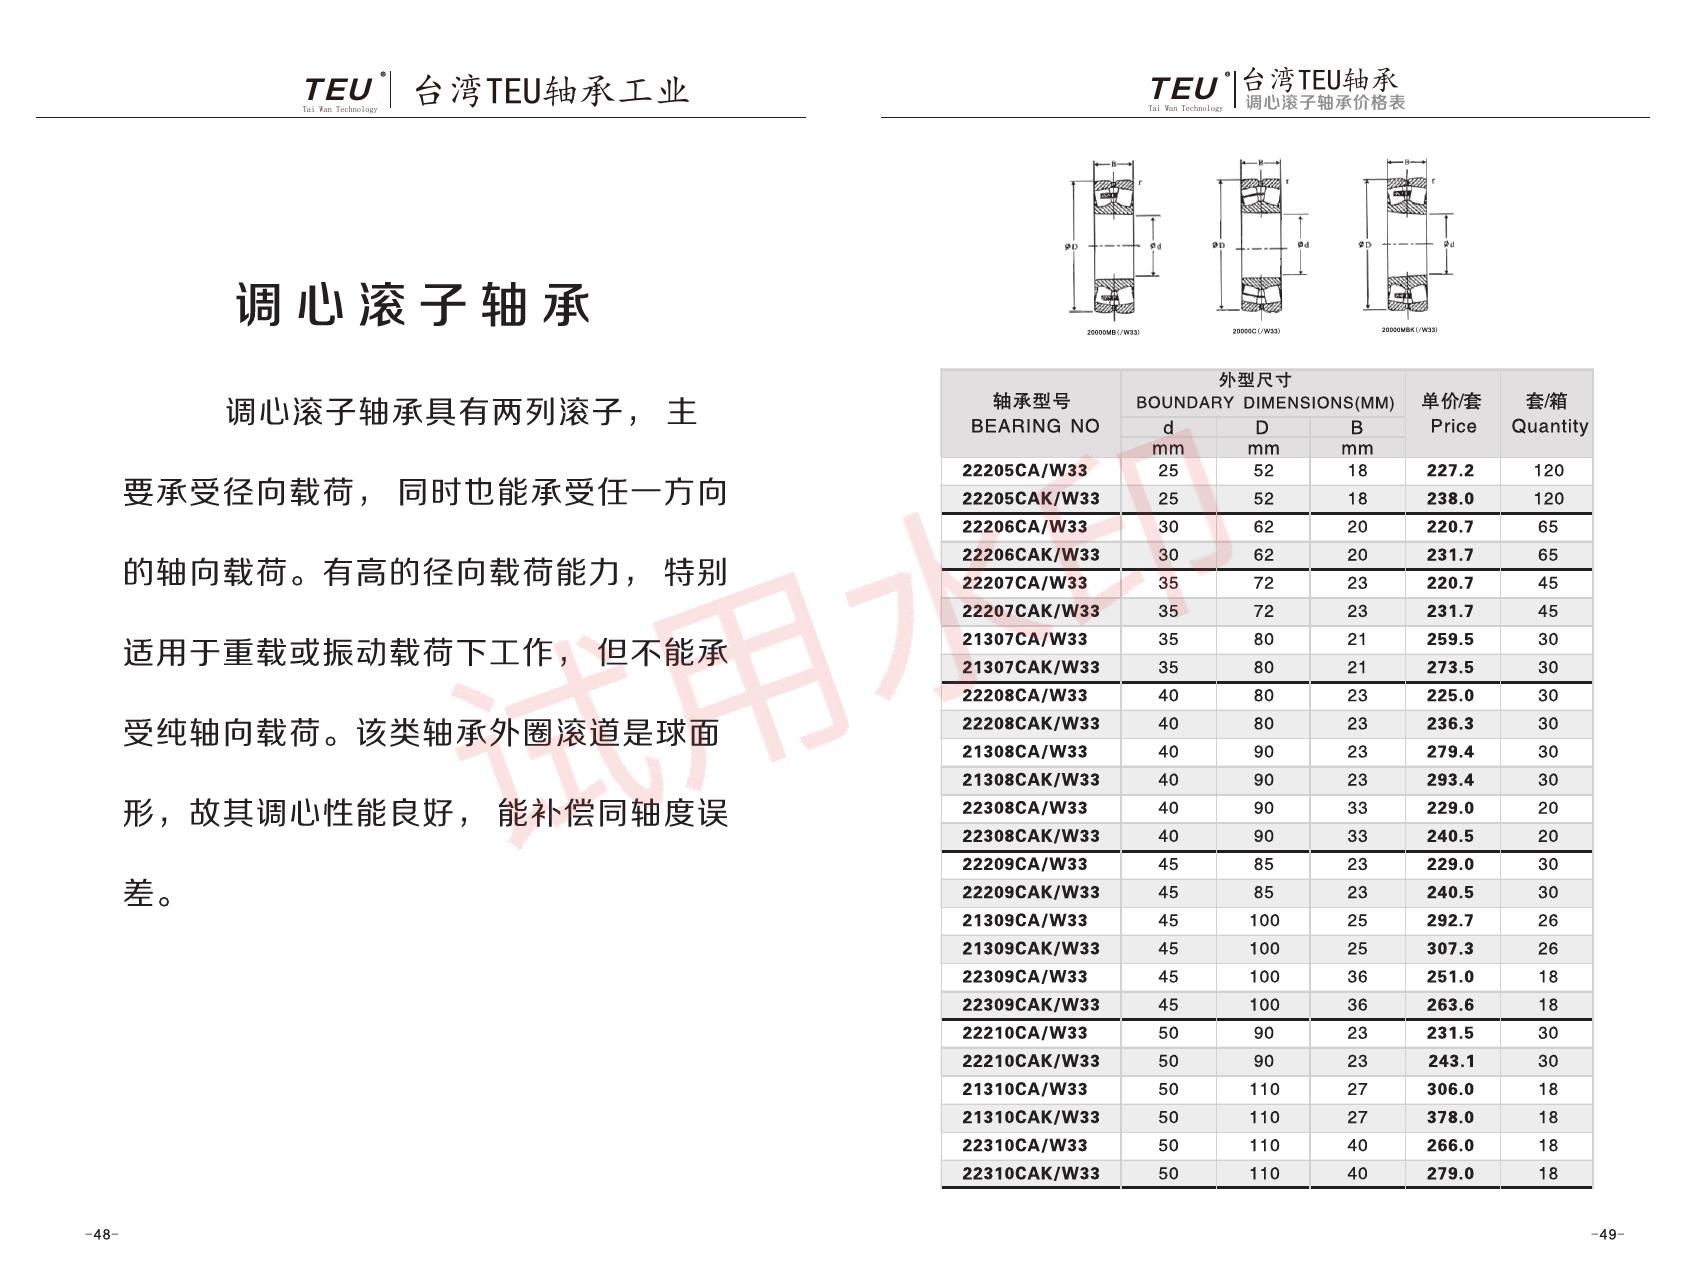 TEU®
Tai Wan Technology
台湾TEU轴承工业
调心滚子轴承
调心滚子轴承具有两列滚子， 主
要承受径向载荷， 同时也能承受任一方向
的轴向载荷。有高的径向载荷能力， 特别
适用于重载或振动载荷下工作， 但不能承
受纯轴向载荷。该类轴承外圈滚道是球面
形，故其调心性能良好， 能补偿同轴度误
差。
-48-
TEU®
Tai Wan Technology
台湾TEU轴承
调心滚子轴承价格表
B r ØD Ød
20000MB(/W33)
B r ØD Ød
20000C(/W33)
B r ØD Ød
20000MBK(/W33)
轴承型号 BEARING NO
外型尺寸
BOUNDARY DIMENSIONS(MM)
d D B
mm mm mm
单价/套 Price
套/箱 Quantity
22205CA/W33 25 52 18 227.2 120
22205CAK/W33 25 52 18 238.0 120
22206CA/W33 30 62 20 220.7 65
22206CAK/W33 30 62 20 231.7 65
22207CA/W33 35 72 23 220.7 45
22207CAK/W33 35 72 23 231.7 45
21307CA/W33 35 80 21 259.5 30
21307CAK/W33 35 80 21 273.5 30
22208CA/W33 40 80 23 225.0 30
22208CAK/W33 40 80 23 236.3 30
21308CA/W33 40 90 23 279.4 30
21308CAK/W33 40 90 23 293.4 30
22308CA/W33 40 90 33 229.0 20
22308CAK/W33 40 90 33 240.5 20
22209CA/W33 45 85 23 229.0 30
22209CAK/W33 45 85 23 240.5 30
21309CA/W33 45 100 25 292.7 26
21309CAK/W33 45 100 25 307.3 26
22309CA/W33 45 100 36 251.0 18
22309CAK/W33 45 100 36 263.6 18
22210CA/W33 50 90 23 231.5 30
22210CAK/W33 50 90 23 243.1 30
21310CA/W33 50 110 27 306.0 18
21310CAK/W33 50 110 27 378.0 18
22310CA/W33 50 110 40 266.0 18
22310CAK/W33 50 110 40 279.0 18
-49-
试用水印